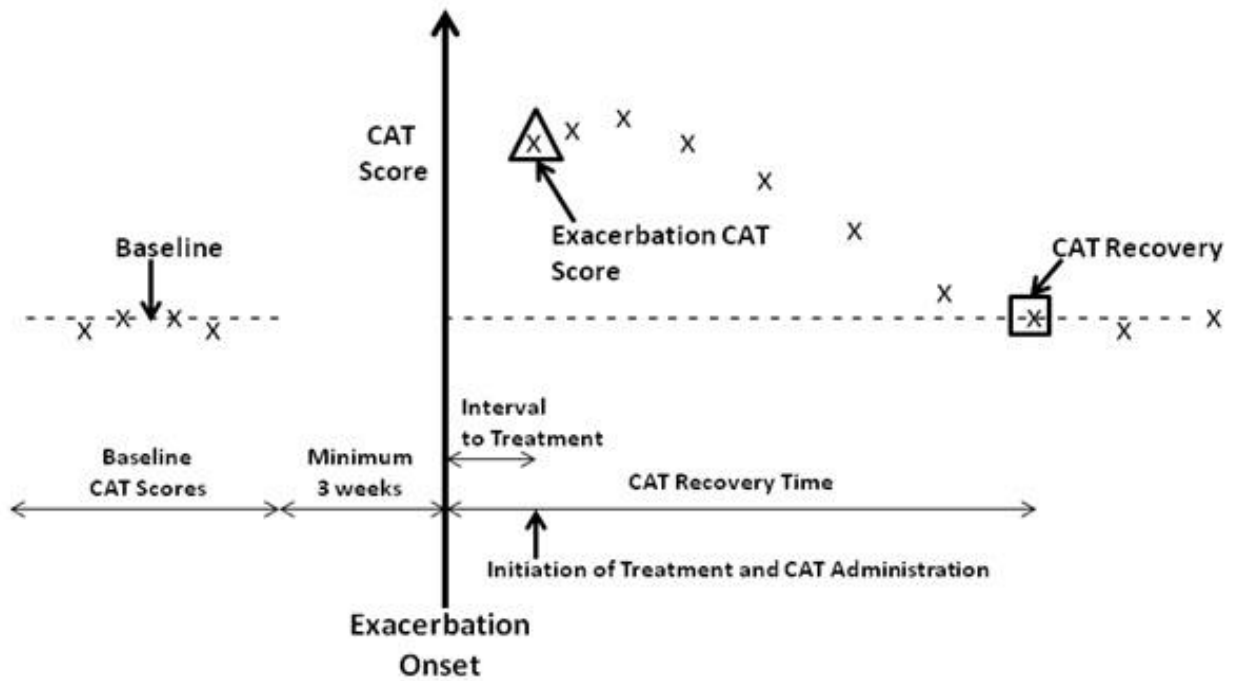 CAT
Score
Baseline
Exacerbation CAT
Score
CAT Recovery
Interval
to Treatment
Baseline
CAT Scores
Minimum
3 weeks
CAT Recovery Time
Initiation of Treatment and CAT Administration
Exacerbation
Onset